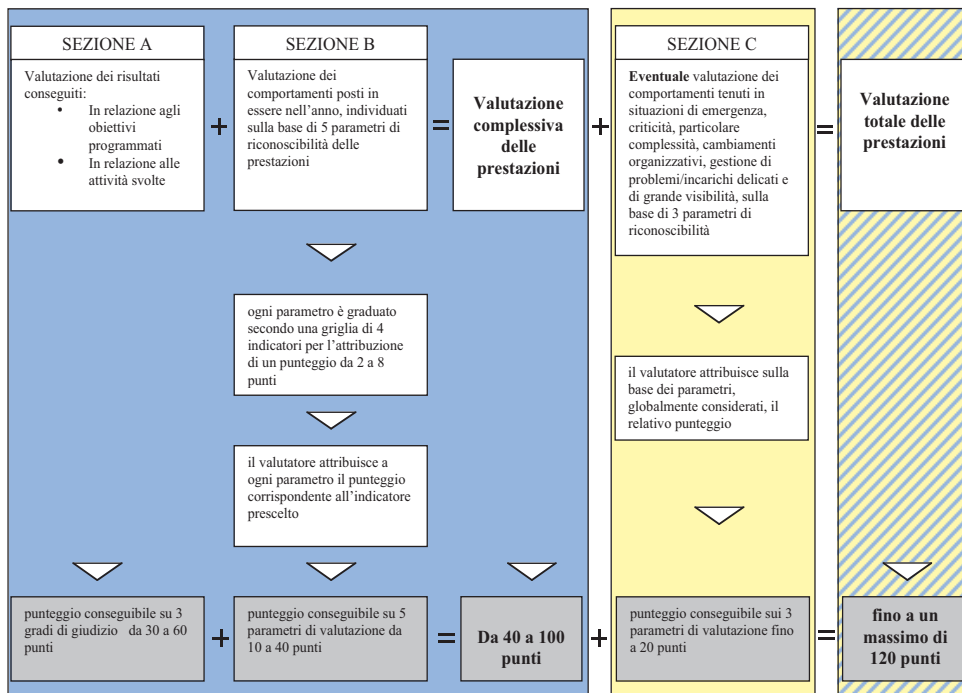 SEZIONE A
Valutazione dei risultati
conseguiti:
• In relazione agli
obiettivi
programmati
• In relazione alle
attività svolte
+
SEZIONE B
Valutazione dei
comportamenti posti in
essere nell'anno, individuati
sulla base di 5 parametri di
riconoscibilità delle
prestazioni
=
Valutazione
complessiva
delle
prestazioni
+
SEZIONE C
Eventuale valutazione dei
comportamenti tenuti in
situazioni di emergenza,
criticità, particolare
complessità, cambiamenti
organizzativi, gestione di
problemi/incarichi delicati e
di grande visibilità, sulla
base di 3 parametri di
riconoscibilità
=
Valutazione
totale delle
prestazioni
ogni parametro è graduato
secondo una griglia di 4
indicatori per l'attribuzione
di un punteggio da 2 a 8
punti
il valutatore attribuisce a
ogni parametro il punteggio
corrispondente all'indicatore
prescelto
il valutatore attribuisce sulla
base dei parametri,
globalmente considerati, il
relativo punteggio
punteggio conseguibile su 3
gradi di giudizio da 30 a 60
punti
+
punteggio conseguibile su 5
parametri di valutazione da
10 a 40 punti
=
Da 40 a 100
punti
+
punteggio conseguibile sui 3
parametri di valutazione fino
a 20 punti
=
fino a un
massimo di
120 punti